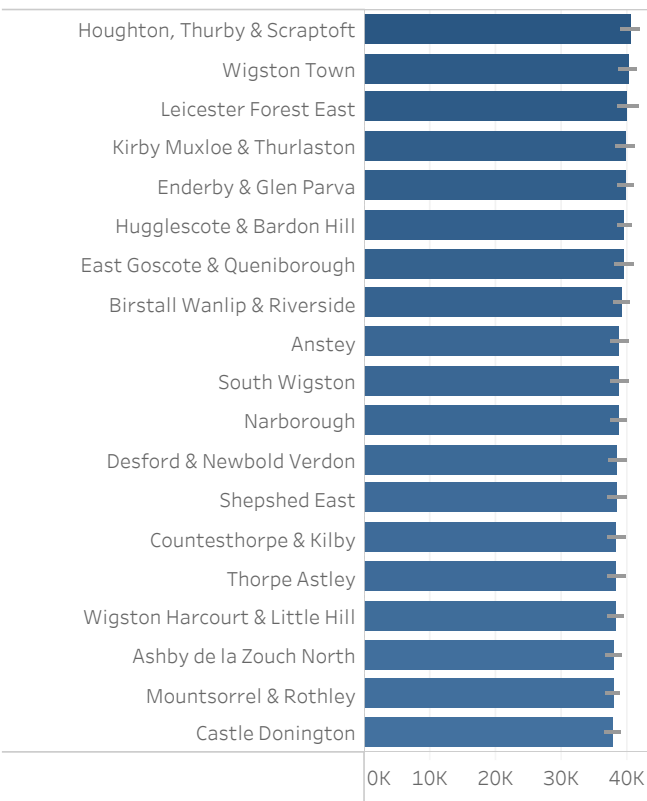 Houghton, Thurby & Scraptoft
Wigston Town
Leicester Forest East
Kirby Muxloe & Thurlaston
Enderby & Glen Parva
Hugglescote & Bardon Hill
East Goscote & Queniborough
Birstall Wanlip & Riverside
Anstey
South Wigston
Narborough
Desford & Newbold Verdon
Shepshed East
Countesthorpe & Kilby
Thorpe Astley
Wigston Harcourt & Little Hill
Ashby de la Zouch North
Mountsorrel & Rothley
Castle Donington
0K 10K 20K 30K 40K